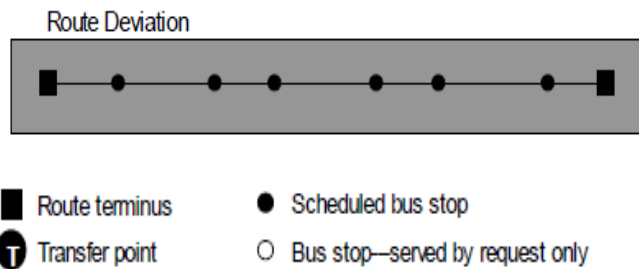 Route Deviation
Route terminus
Scheduled bus stop
T Transfer point
Bus stop—served by request only